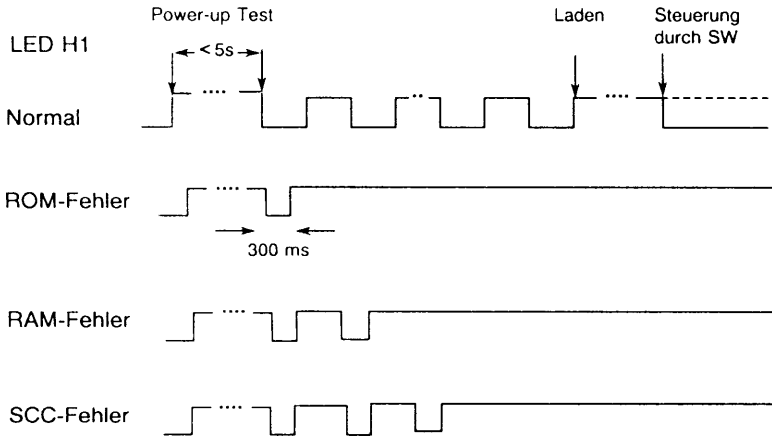 Power-up Test
Laden
Steuerung
durch SW
LED H1
< 5s
Normal
ROM-Fehler
300 ms
RAM-Fehler
SCC-Fehler